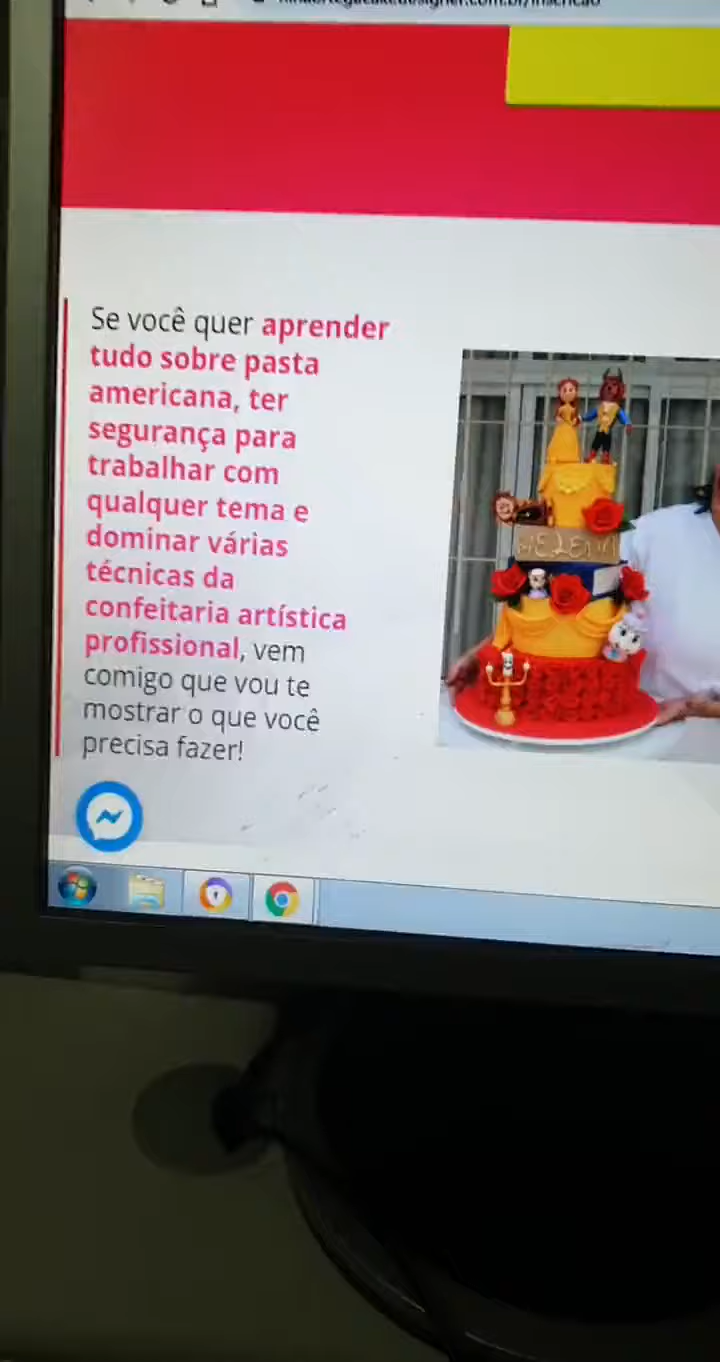 Se você quer aprender
tudo sobre pasta
americana, ter
segurança para
trabalhar com
qualquer tema e
dominar várias
técnicas da
confeitaria artística
profissional, vem
comigo que vou te
mostrar o que você
precisa fazer!